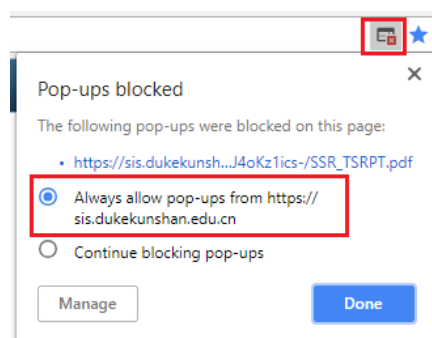 Pop-ups blocked
The following pop-ups were blocked on this page:
• https://sis.dukekunsh...J4oKz1ics-/SSR_TSRPT.pdf
Always allow pop-ups from https://
sis.dukekunshan.edu.cn
Continue blocking pop-ups
Manage
Done